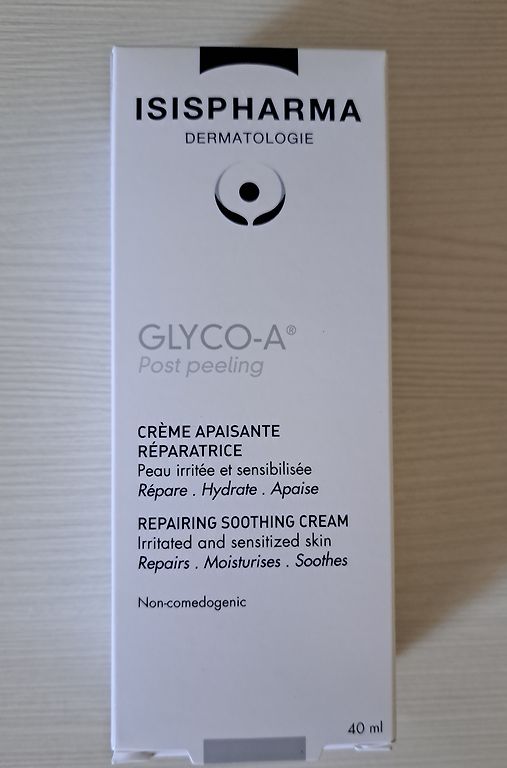 ISISPHARMA
DERMATOLOGIE
GLYCO-A®
Post peeling
CRÈME APAISANTE
RÉPARATRICE
Peau irritée et sensibilisée
Répare . Hydrate . Apaise
REPAIRING SOOTHING CREAM
Irritated and sensitized skin
Repairs . Moisturises . Soothes
Non-comedogenic
40 ml